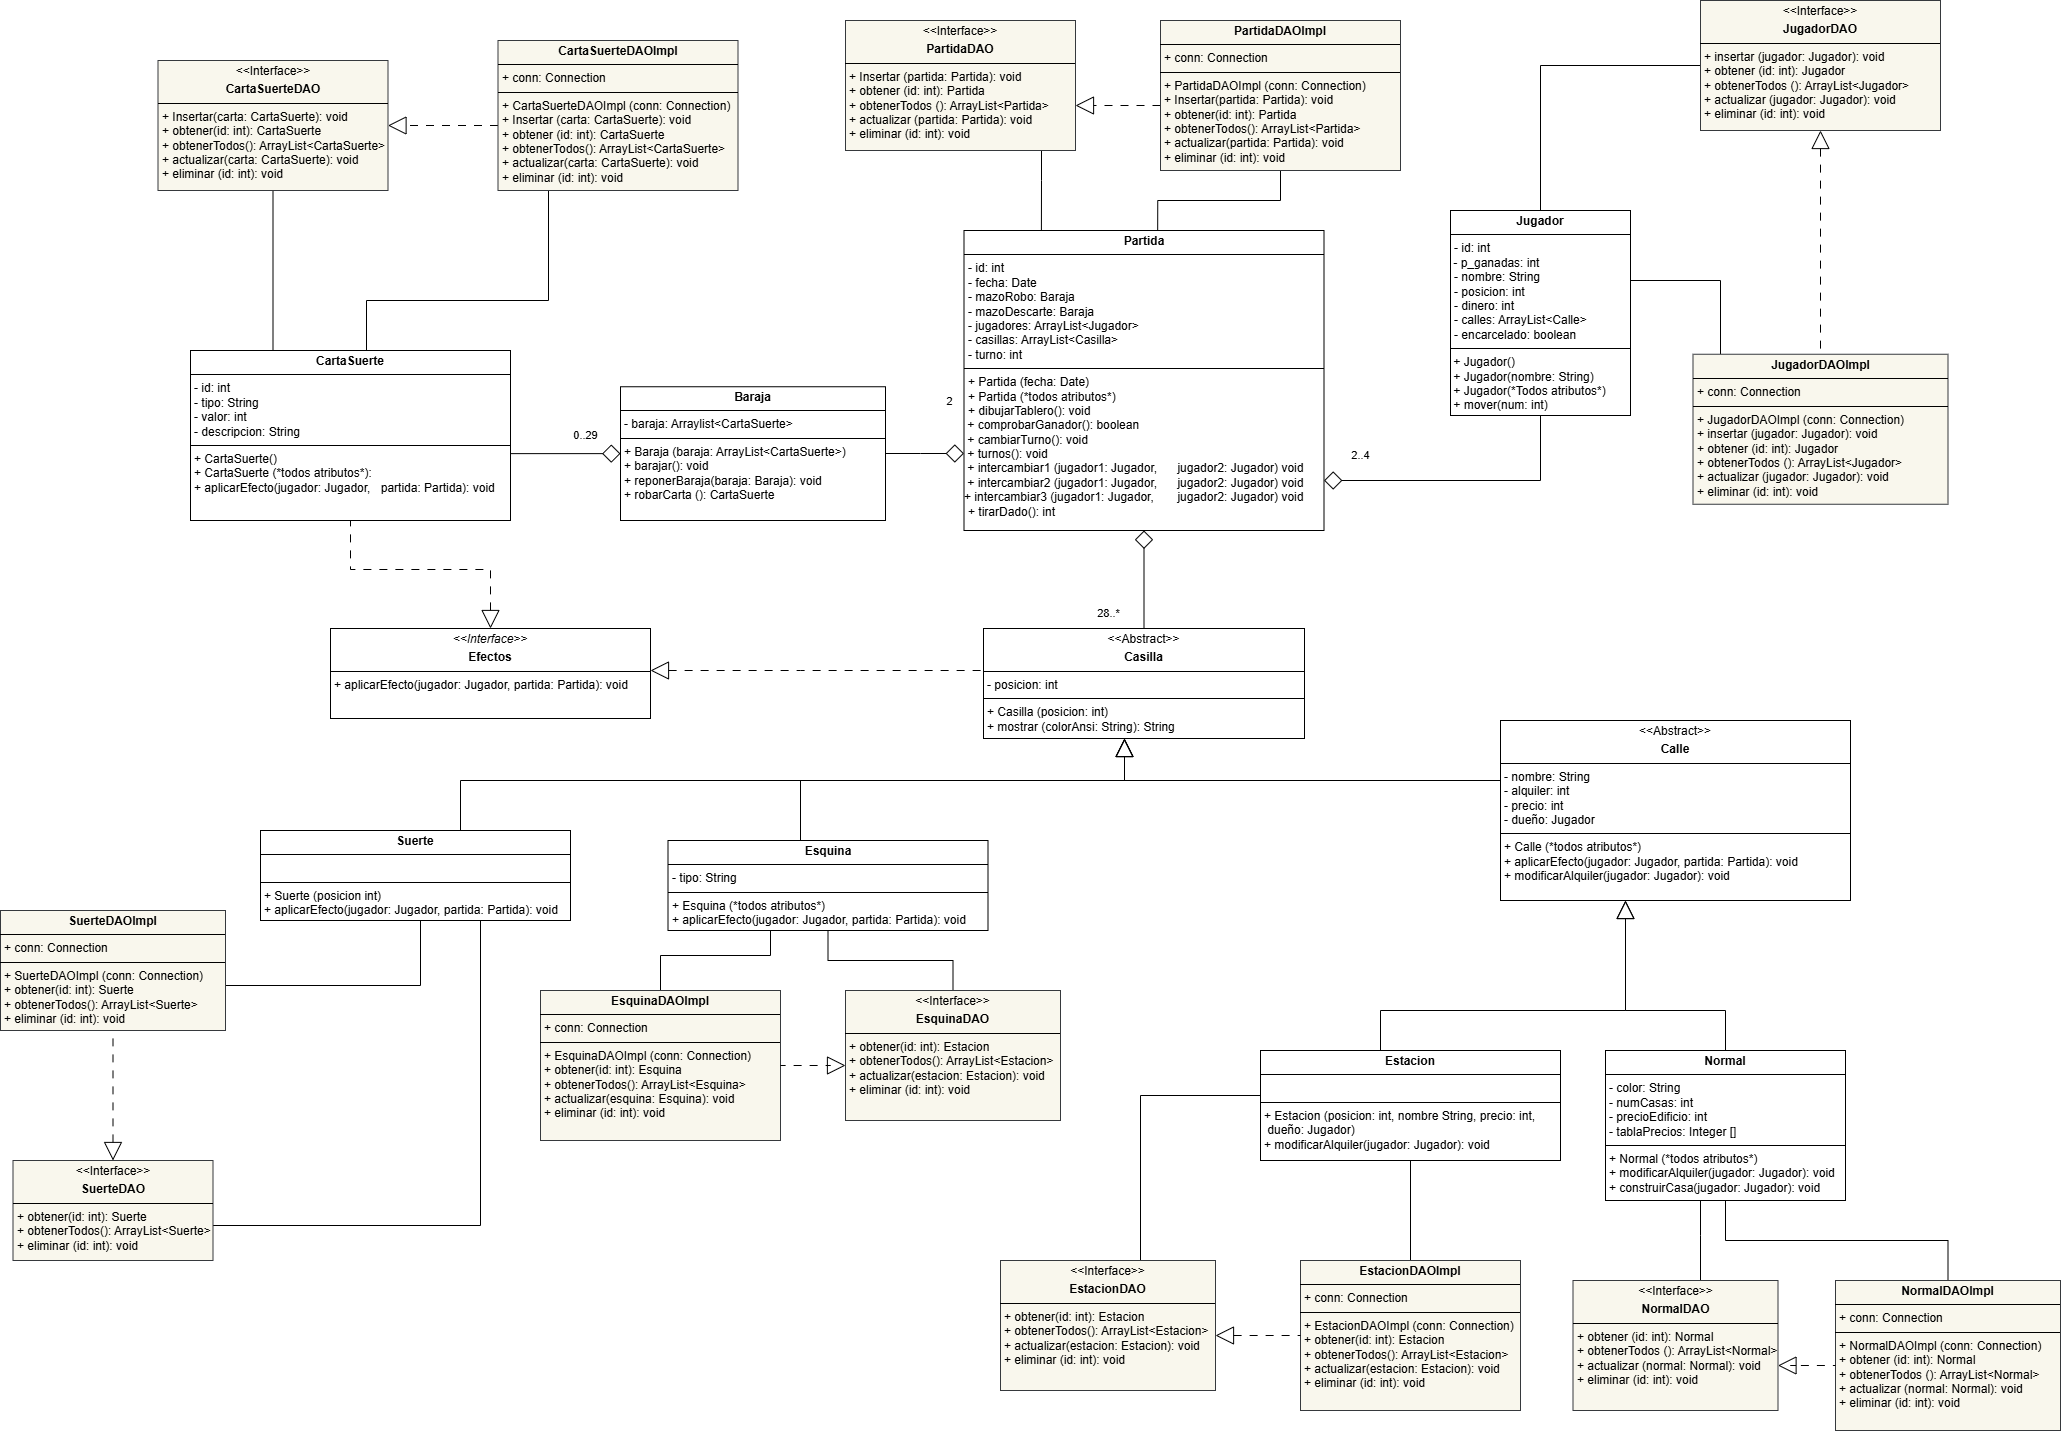 <<Interface>>
CartaSuerteDAO
+ Insertar(carta: CartaSuerte): void
+ obtener(id: int): CartaSuerte
+ obtenerTodos(): ArrayList<CartaSuerte>
+ actualizar(carta: CartaSuerte): void
+ eliminar (id: int): void
CartaSuerteDAOImpl
+ conn: Connection
+ CartaSuerteDAOImpl (conn: Connection)
+ Insertar (carta: CartaSuerte): void
+ obtener (id: int): CartaSuerte
+ obtenerTodos(): ArrayList<CartaSuerte>
+ actualizar(carta: CartaSuerte): void
+ eliminar (id: int): void
<<Interface>>
PartidaDAO
+ Insertar (partida: Partida): void
+ obtener (id: int): Partida
+ obtenerTodos (): ArrayList<Partida>
+ actualizar (partida: Partida): void
+ eliminar (id: int): void
PartidaDAOImpl
+ conn: Connection
+ PartidaDAOImpl (conn: Connection)
+ Insertar(partida: Partida): void
+ obtener(id: int): Partida
+ obtenerTodos(): ArrayList<Partida>
+ actualizar(partida: Partida): void
+ eliminar (id: int): void
<<Interface>>
JugadorDAO
+ insertar (jugador: Jugador): void
+ obtener (id: int): Jugador
+ obtenerTodos (): ArrayList<Jugador>
+ actualizar (jugador: Jugador): void
+ eliminar (id: int): void
Jugador
- id: int
- p_ganadas: int
- nombre: String
- posicion: int
- dinero: int
- calles: ArrayList<Calle>
- encarcelado: boolean
+ Jugador()
+ Jugador(nombre: String)
+ Jugador(*Todos atributos*)
+ mover(num: int)
Partida
- id: int
- fecha: Date
- mazoRobo: Baraja
- mazoDescarte: Baraja
- jugadores: ArrayList<Jugador>
- casillas: ArrayList<Casilla>
- turno: int
+ Partida (fecha: Date)
+ Partida (*todos atributos*)
+ dibujarTablero(): void
+ comprobarGanador(): boolean
+ cambiarTurno(): void
+ turnos(): void
+ intercambiar1 (jugador1: Jugador, jugador2: Jugador) void
+ intercambiar2 (jugador1: Jugador, jugador2: Jugador) void
+ intercambiar3 (jugador1: Jugador, jugador2: Jugador) void
+ tirarDado(): int
JugadorDAOImpl
+ conn: Connection
+ JugadorDAOImpl (conn: Connection)
+ insertar (jugador: Jugador): void
+ obtener (id: int): Jugador
+ obtenerTodos (): ArrayList<Jugador>
+ actualizar (jugador: Jugador): void
+ eliminar (id: int): void
CartaSuerte
- id: int
- tipo: String
- valor: int
- descripcion: String
+ CartaSuerte()
+ CartaSuerte (*todos atributos*):
+ aplicarEfecto(jugador: Jugador, partida: Partida): void
0..29
Baraja
- baraja: Arraylist<CartaSuerte>
+ Baraja (baraja: ArrayList<CartaSuerte>)
+ barajar(): void
+ reponerBaraja(baraja: Baraja): void
+ robarCarta (): CartaSuerte
2
2..4
28..*
<<Interface>>
Efectos
+ aplicarEfecto(jugador: Jugador, partida: Partida): void
<<Abstract>>
Casilla
- posicion: int
+ Casilla (posicion: int)
+ mostrar (colorAnsi: String): String
<<Abstract>>
Calle
- nombre: String
- alquiler: int
- precio: int
- dueño: Jugador
+ Calle (*todos atributos*)
+ aplicarEfecto(jugador: Jugador, partida: Partida): void
+ modificarAlquiler(jugador: Jugador): void
Suerte
+ Suerte (posicion int)
+ aplicarEfecto(jugador: Jugador, partida: Partida): void
Esquina
- tipo: String
+ Esquina (*todos atributos*)
+ aplicarEfecto(jugador: Jugador, partida: Partida): void
SuerteDAOImpl
+ conn: Connection
+ SuerteDAOImpl (conn: Connection)
+ obtener(id: int): Suerte
+ obtenerTodos(): ArrayList<Suerte>
+ eliminar (id: int): void
EsquinaDAOImpl
+ conn: Connection
+ EsquinaDAOImpl (conn: Connection)
+ obtener(id: int): Esquina
+ obtenerTodos(): ArrayList<Esquina>
+ actualizar(esquina: Esquina): void
+ eliminar (id: int): void
<<Interface>>
EsquinaDAO
+ obtener(id: int): Estacion
+ obtenerTodos(): ArrayList<Estacion>
+ actualizar(estacion: Estacion): void
+ eliminar (id: int): void
Estacion
+ Estacion (posicion: int, nombre String, precio: int,
dueño: Jugador)
+ modificarAlquiler(jugador: Jugador): void
Normal
- color: String
- numCasas: int
- precioEdificio: int
- tablaPrecios: Integer []
+ Normal (*todos atributos*)
+ modificarAlquiler(jugador: Jugador): void
+ construirCasa(jugador: Jugador): void
<<Interface>>
SuerteDAO
+ obtener(id: int): Suerte
+ obtenerTodos(): ArrayList<Suerte>
+ eliminar (id: int): void
<<Interface>>
EstacionDAO
+ obtener(id: int): Estacion
+ obtenerTodos(): ArrayList<Estacion>
+ actualizar(estacion: Estacion): void
+ eliminar (id: int): void
EstacionDAOImpl
+ conn: Connection
+ EstacionDAOImpl (conn: Connection)
+ obtener(id: int): Estacion
+ obtenerTodos(): ArrayList<Estacion>
+ actualizar(estacion: Estacion): void
+ eliminar (id: int): void
<<Interface>>
NormalDAO
+ obtener (id: int): Normal
+ obtenerTodos (): ArrayList<Normal>
+ actualizar (normal: Normal): void
+ eliminar (id: int): void
NormalDAOImpl
+ conn: Connection
+ NormalDAOImpl (conn: Connection)
+ obtener (id: int): Normal
+ obtenerTodos (): ArrayList<Normal>
+ actualizar (normal: Normal): void
+ eliminar (id: int): void